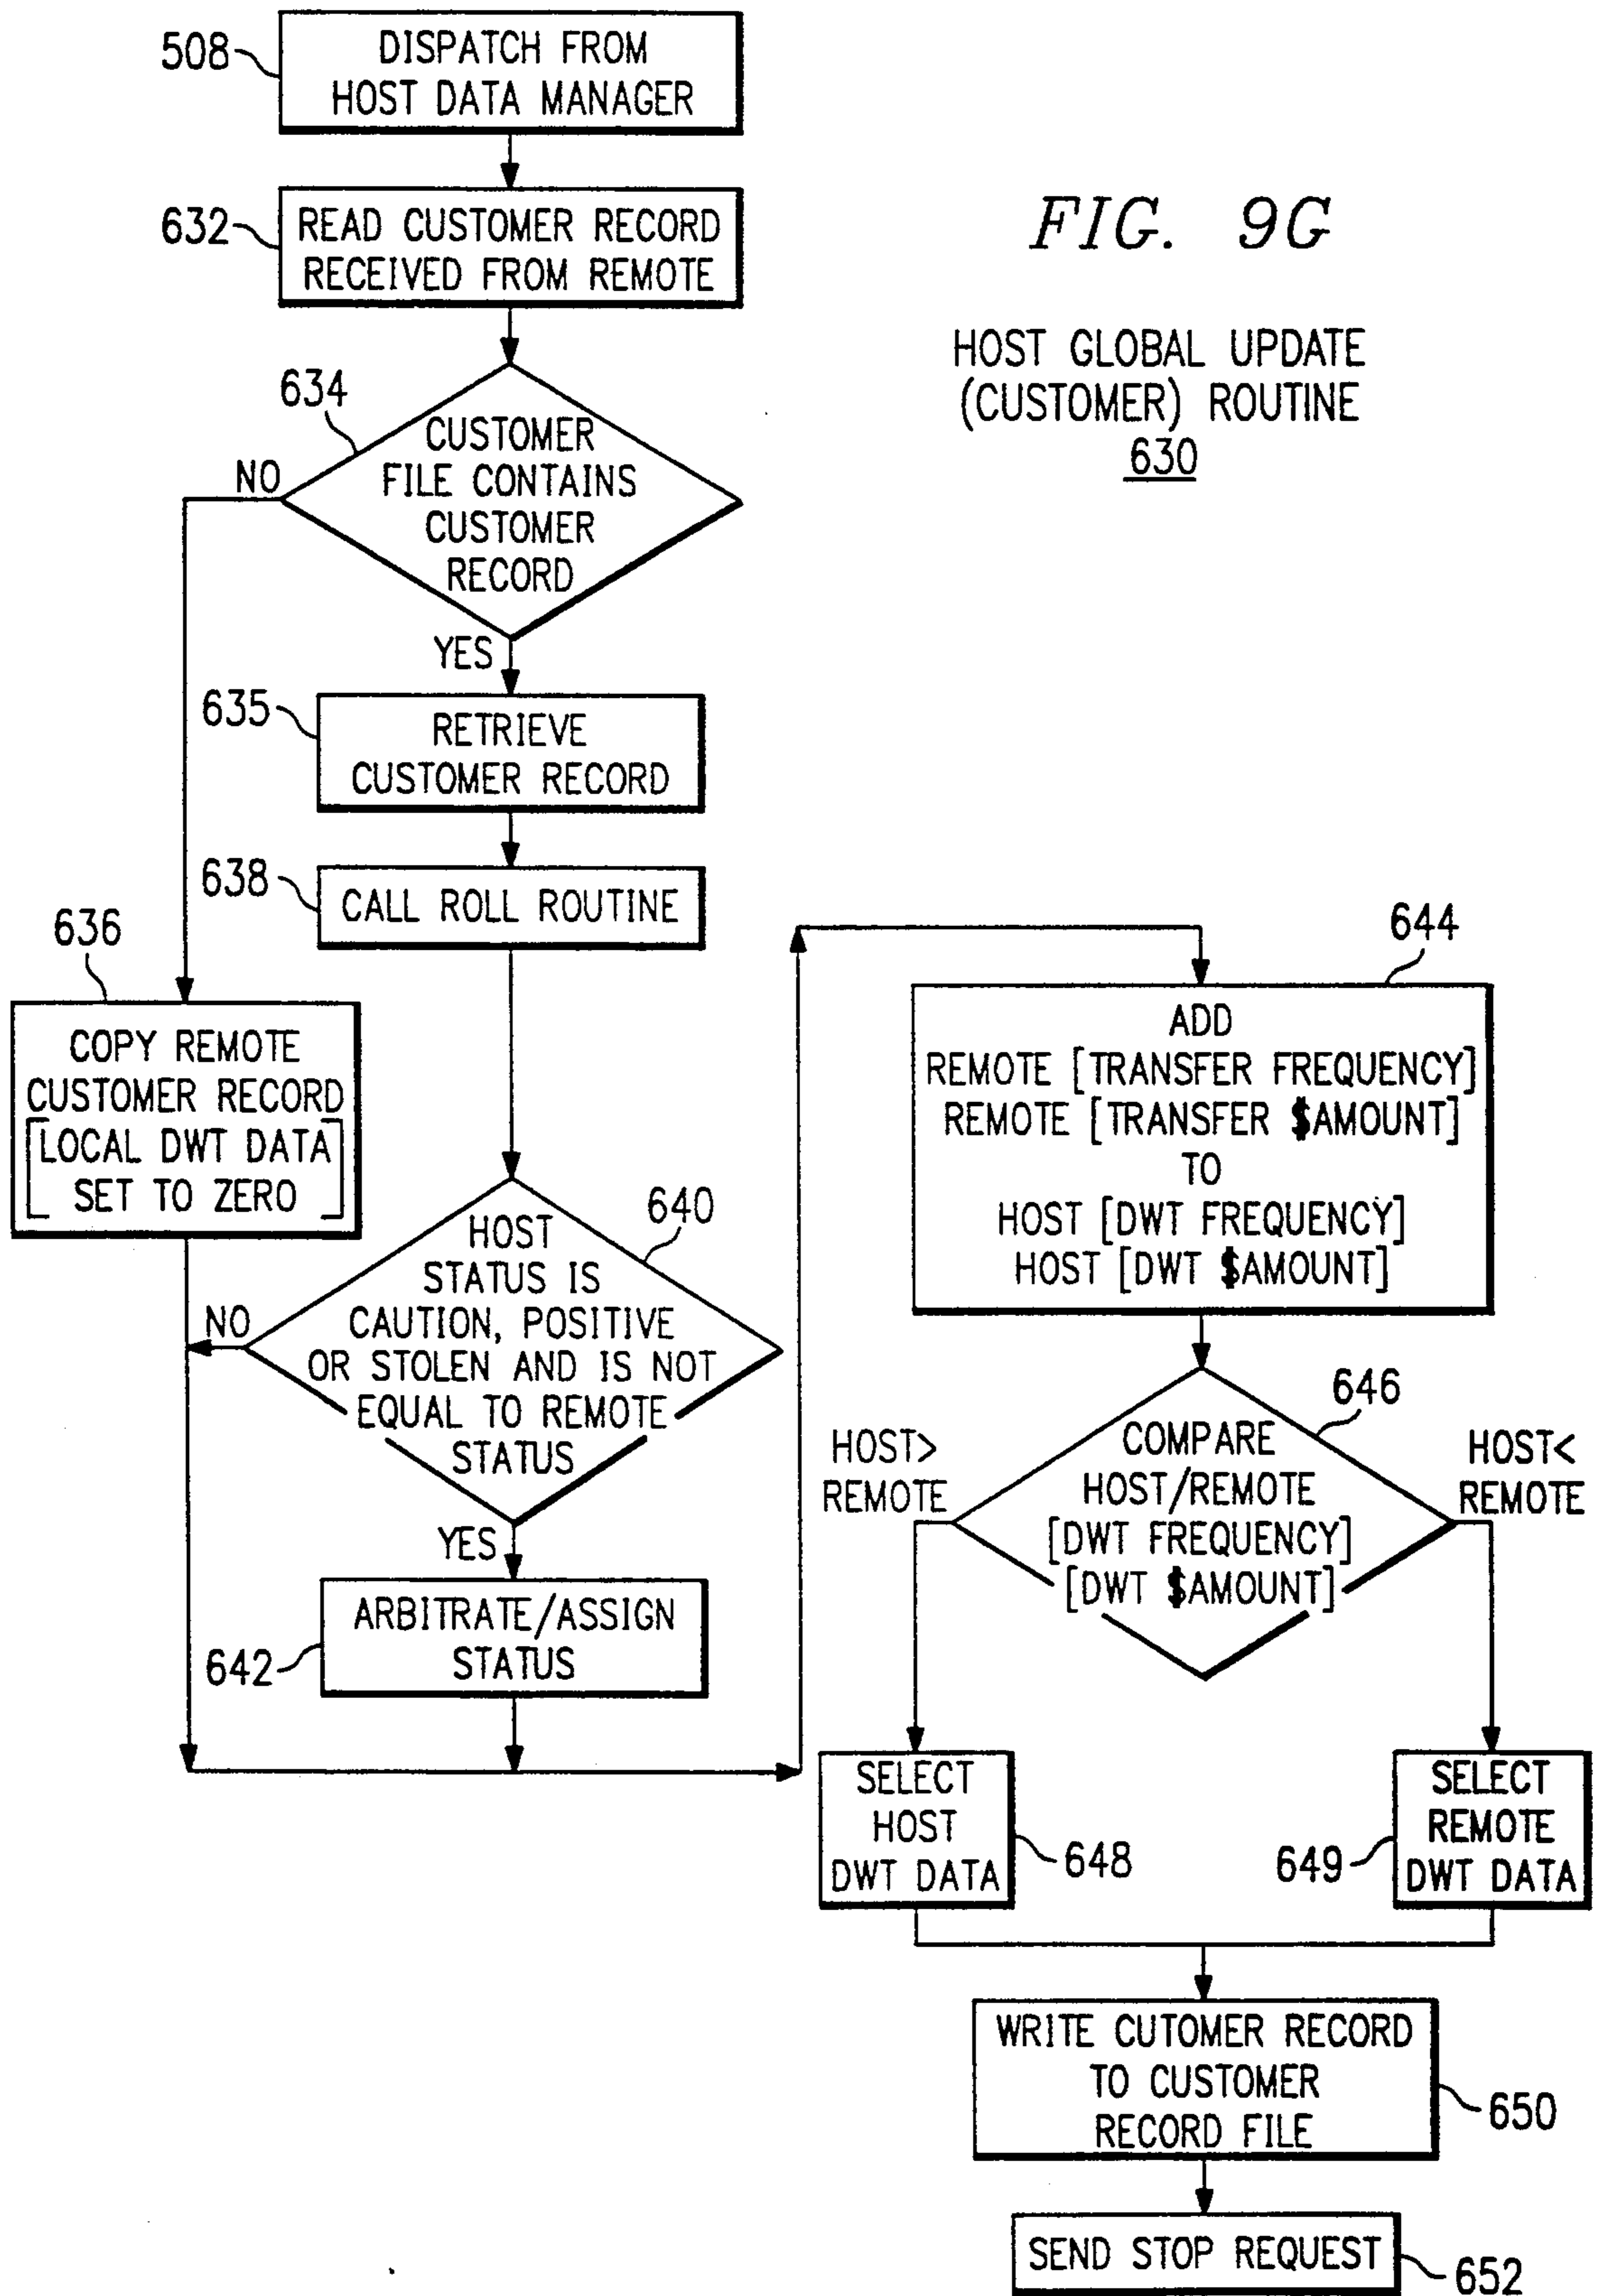 508
DISPATCH FROM
HOST DATA MANAGER
632
READ CUSTOMER RECORD
RECEIVED FROM REMOTE
FIG. 9G
HOST GLOBAL UPDATE
(CUSTOMER) ROUTINE
630
634
CUSTOMER
FILE CONTAINS
CUSTOMER
RECORD
NO
YES
635
RETRIEVE
CUSTOMER RECORD
638
CALL ROLL ROUTINE
636
COPY REMOTE
CUSTOMER RECORD
[LOCAL DWT DATA
SET TO ZERO]
640
HOST
STATUS IS
CAUTION, POSITIVE
OR STOLEN AND IS NOT
EQUAL TO REMOTE
STATUS
NO
YES
642
ARBITRATE/ASSIGN
STATUS
644
ADD
REMOTE [TRANSFER FREQUENCY]
REMOTE [TRANSFER $AMOUNT]
TO
HOST [DWT FREQUENCY]
HOST [DWT $AMOUNT]
646
COMPARE
HOST/REMOTE
[DWT FREQUENCY]
[DWT $AMOUNT]
HOST>
REMOTE
HOST<
REMOTE
SELECT
HOST
DWT DATA
648
649
SELECT
REMOTE
DWT DATA
WRITE CUTOMER RECORD
TO CUSTOMER
RECORD FILE
650
SEND STOP REQUEST
652